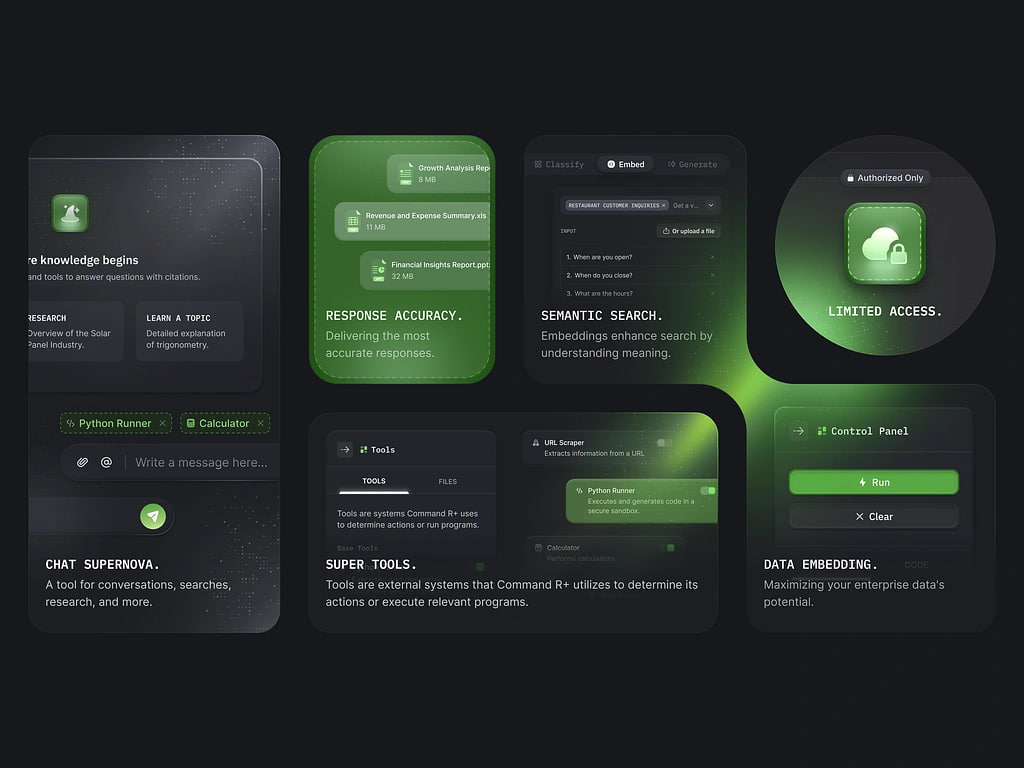 re knowledge begins
and tools to answer questions with citations.
RESEARCH
Overview of the Solar
Panel Industry.
LEARN A TOPIC
Detailed explanation
of trigonometry.
Python Runner
Calculator
Write a message here...
CHAT SUPERNOVA.
A tool for conversations, searches,
research, and more.
Growth Analysis Rep
8 MB
Revenue and Expense Summary.xls
11 MB
Financial Insights Report.ppt
32 MB
RESPONSE ACCURACY.
Delivering the most
accurate responses.
Classify
Embed
Generate
RESTAURANT CUSTOMER INQUIRIES
Get a v...
INPUT
Or upload a file
1. When are you open?
2. When do you close?
3. What are the hours?
SEMANTIC SEARCH.
Embeddings enhance search by
understanding meaning.
Authorized Only
LIMITED ACCESS.
Tools
TOOLS
FILES
Tools are systems Command R+ uses
to determine actions or run programs.
Base Tools
URL Scraper
Extracts information from a URL
Python Runner
Executes and generates code in a
secure sandbox.
Calculator
Performs calculations
SUPER TOOLS.
Tools are external systems that Command R+ utilizes to determine its
actions or execute relevant programs.
Control Panel
Run
Clear
CODE
DATA EMBEDDING.
Maximizing your enterprise data's
potential.